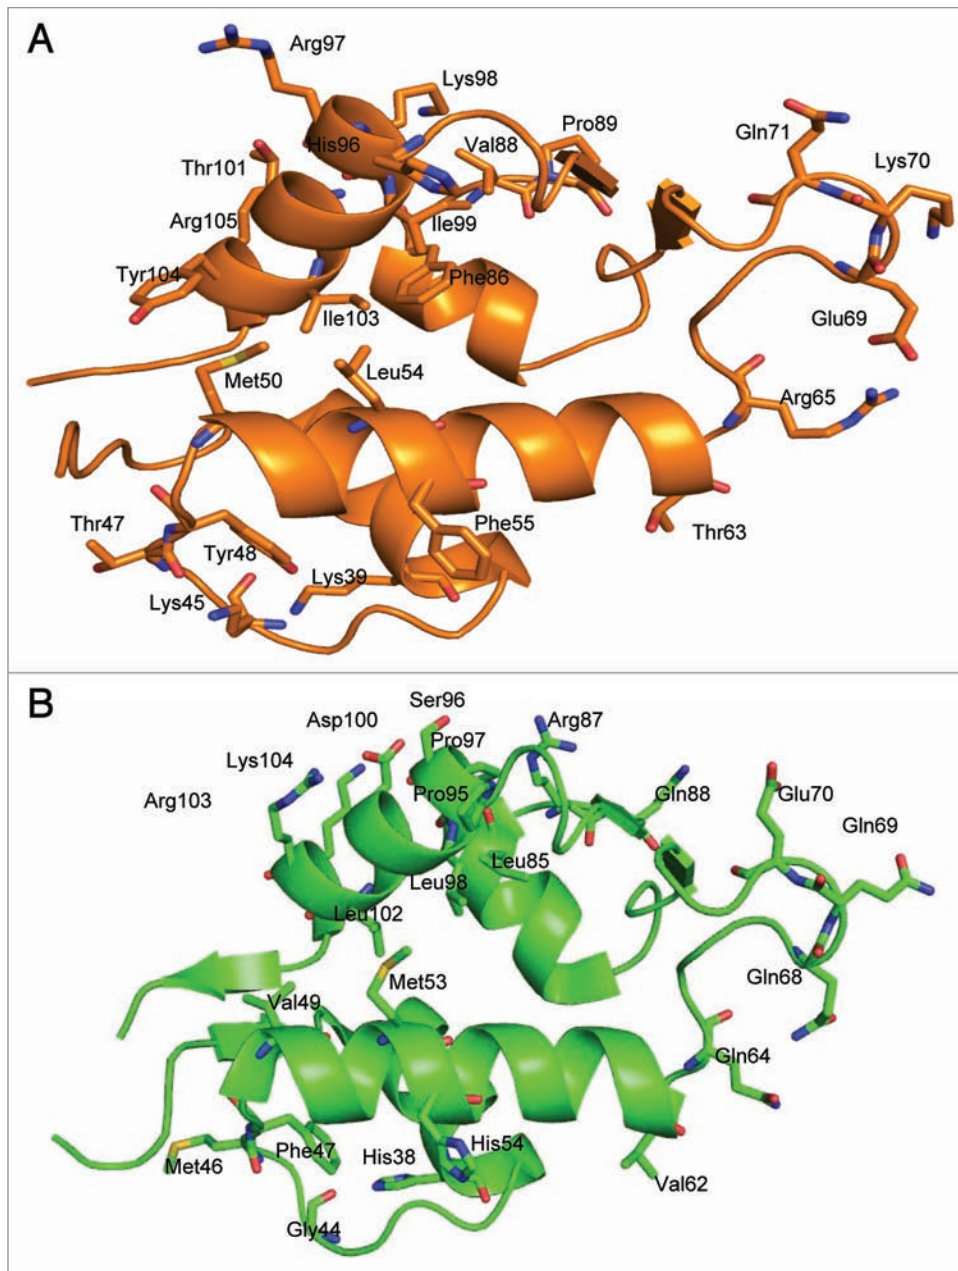 A
Arg97
Lys98
His96
Val88
Pro89
Gln71
Thr101
Lys70
Arg105
Ile99
Tyr104
Phe86
Ile103
Glu69
Met50
Leu54
Arg65
Thr47
Tyr48
Phe55
Thr63
Lys45
Lys39
B
Ser96
Asp100
Arg87
Pro97
Lys104
Arg103
Pro95
Gln88
Glu70
Gln69
Leu85
Leu98
Leu102
Met53
Gln68
Val49
Gln64
Phe47
His54
Met46
His38
Val62
Gly44